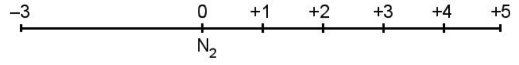 –3 0 +1 +2 +3 +4 +5
N₂